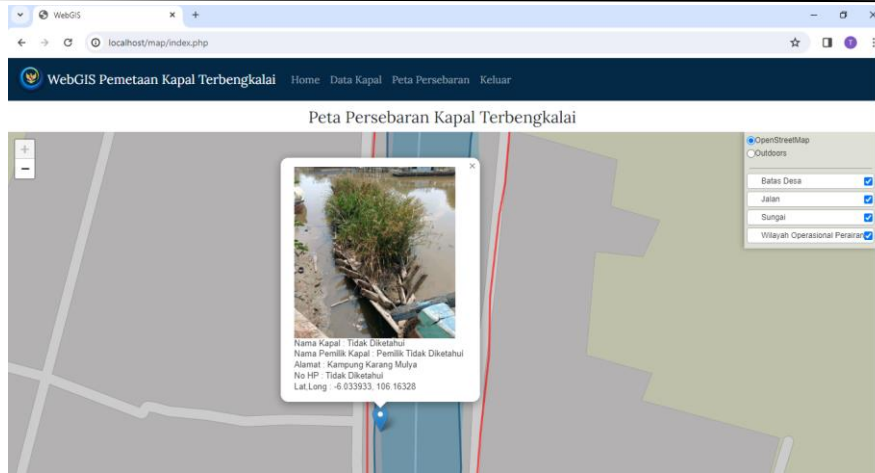 WebGIS
localhost/map/index.php
T
WebGIS Pemetaan Kapal Terbengkalai Home Data Kapal Peta Persebaran Keluar
Peta Persebaran Kapal Terbengkalai
+
−
×
Nama Kapal : Tidak Diketahui
Nama Pemilik Kapal : Pemilik Tidak Diketahui
Alamat : Kampung Karang Mulya
No HP : Tidak Diketahui
Lat,Long : -6.033933, 106.16328
OpenStreetMap
Outdoors
Batas Desa
Jalan
Sungai
Wilayah Operasional Perairan